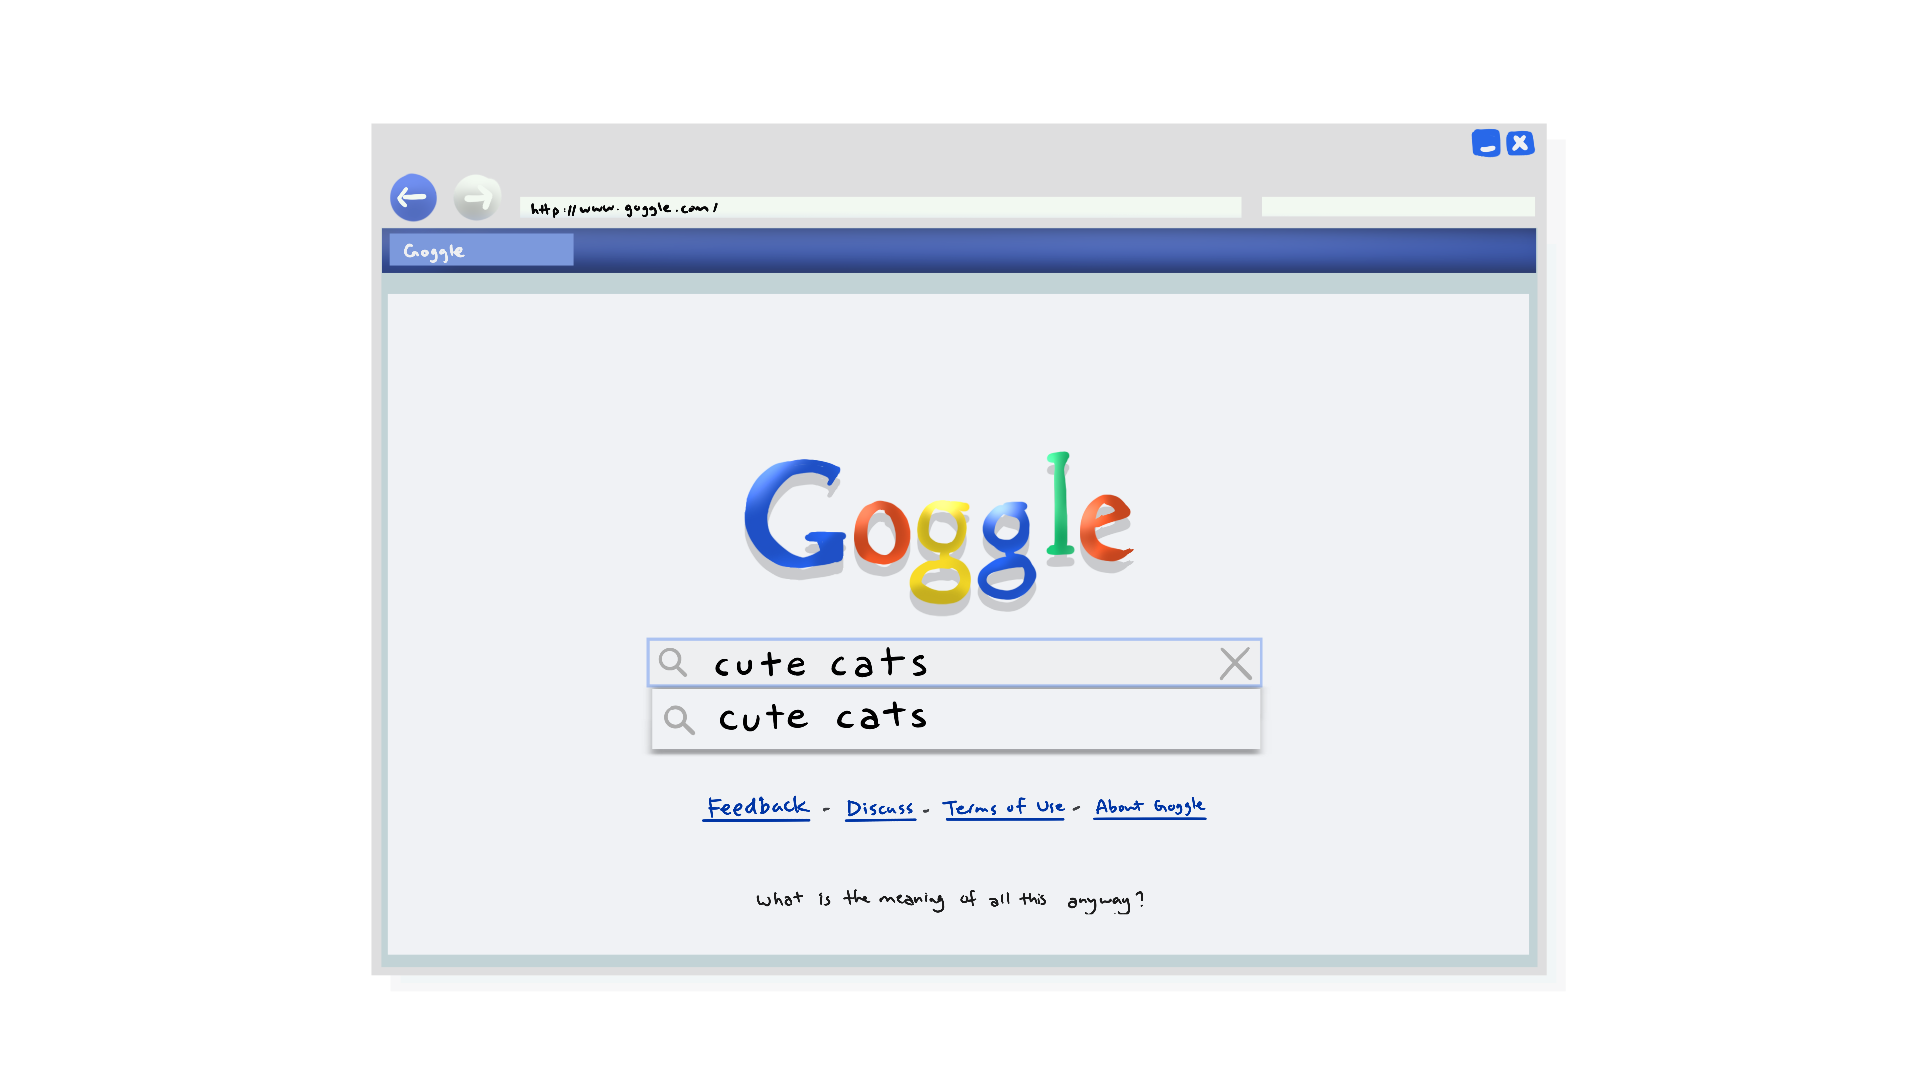 http://www.goggle.com/
Goggle
Goggle
cute cats
cute cats
Feedback - Discuss - Terms of Use - About Goggle
What is the meaning of all this anyway?